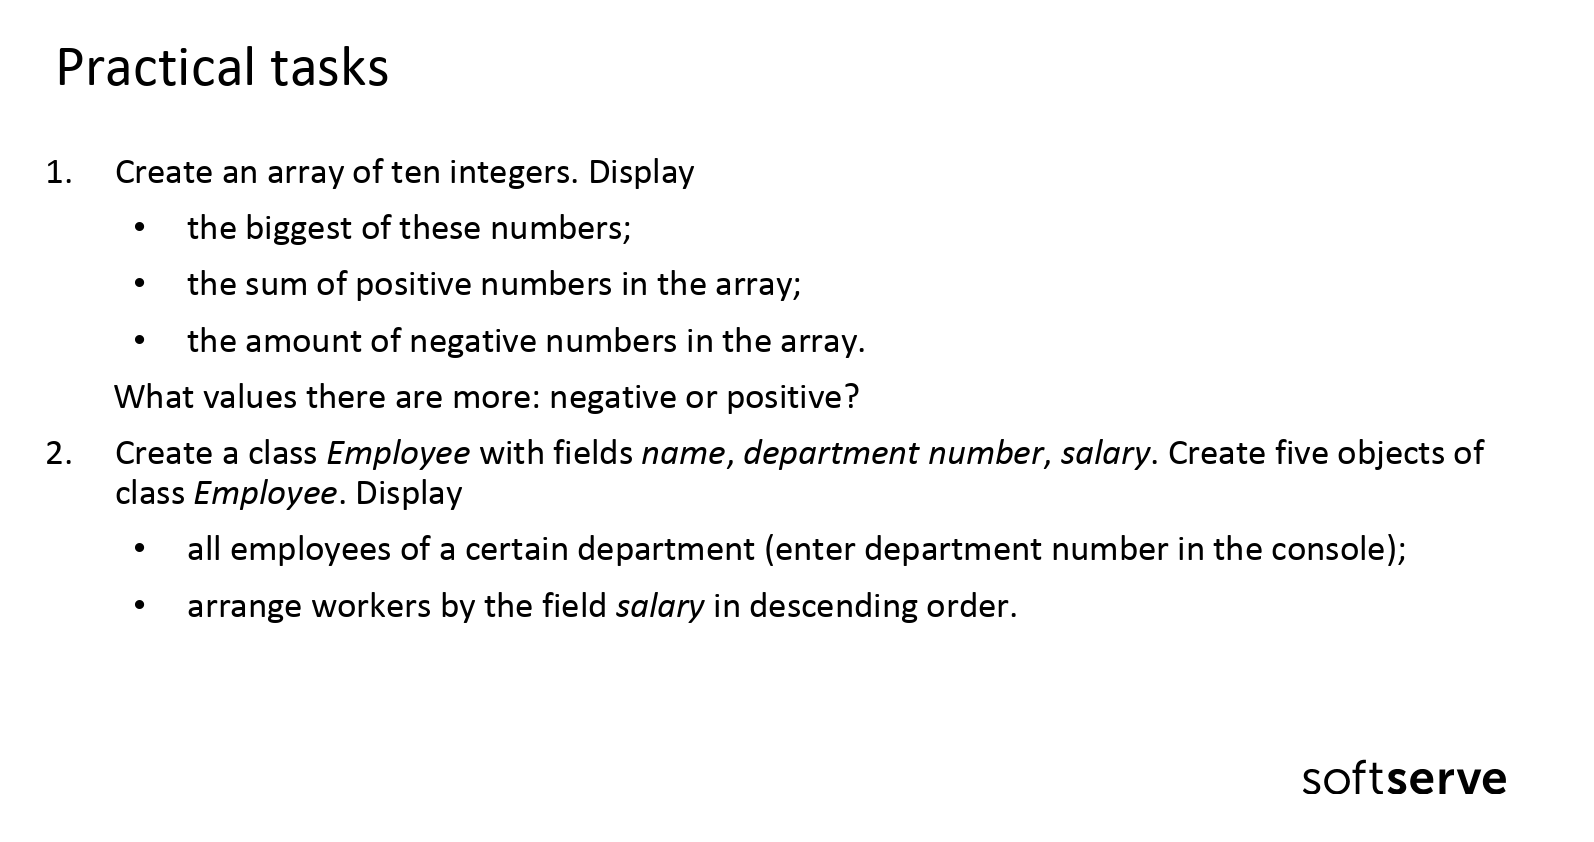 Practical tasks
1. Create an array of ten integers. Display
• the biggest of these numbers;
• the sum of positive numbers in the array;
• the amount of negative numbers in the array.
What values there are more: negative or positive?
2. Create a class Employee with fields name, department number, salary. Create five objects of
class Employee. Display
• all employees of a certain department (enter department number in the console);
• arrange workers by the field salary in descending order.
softserve